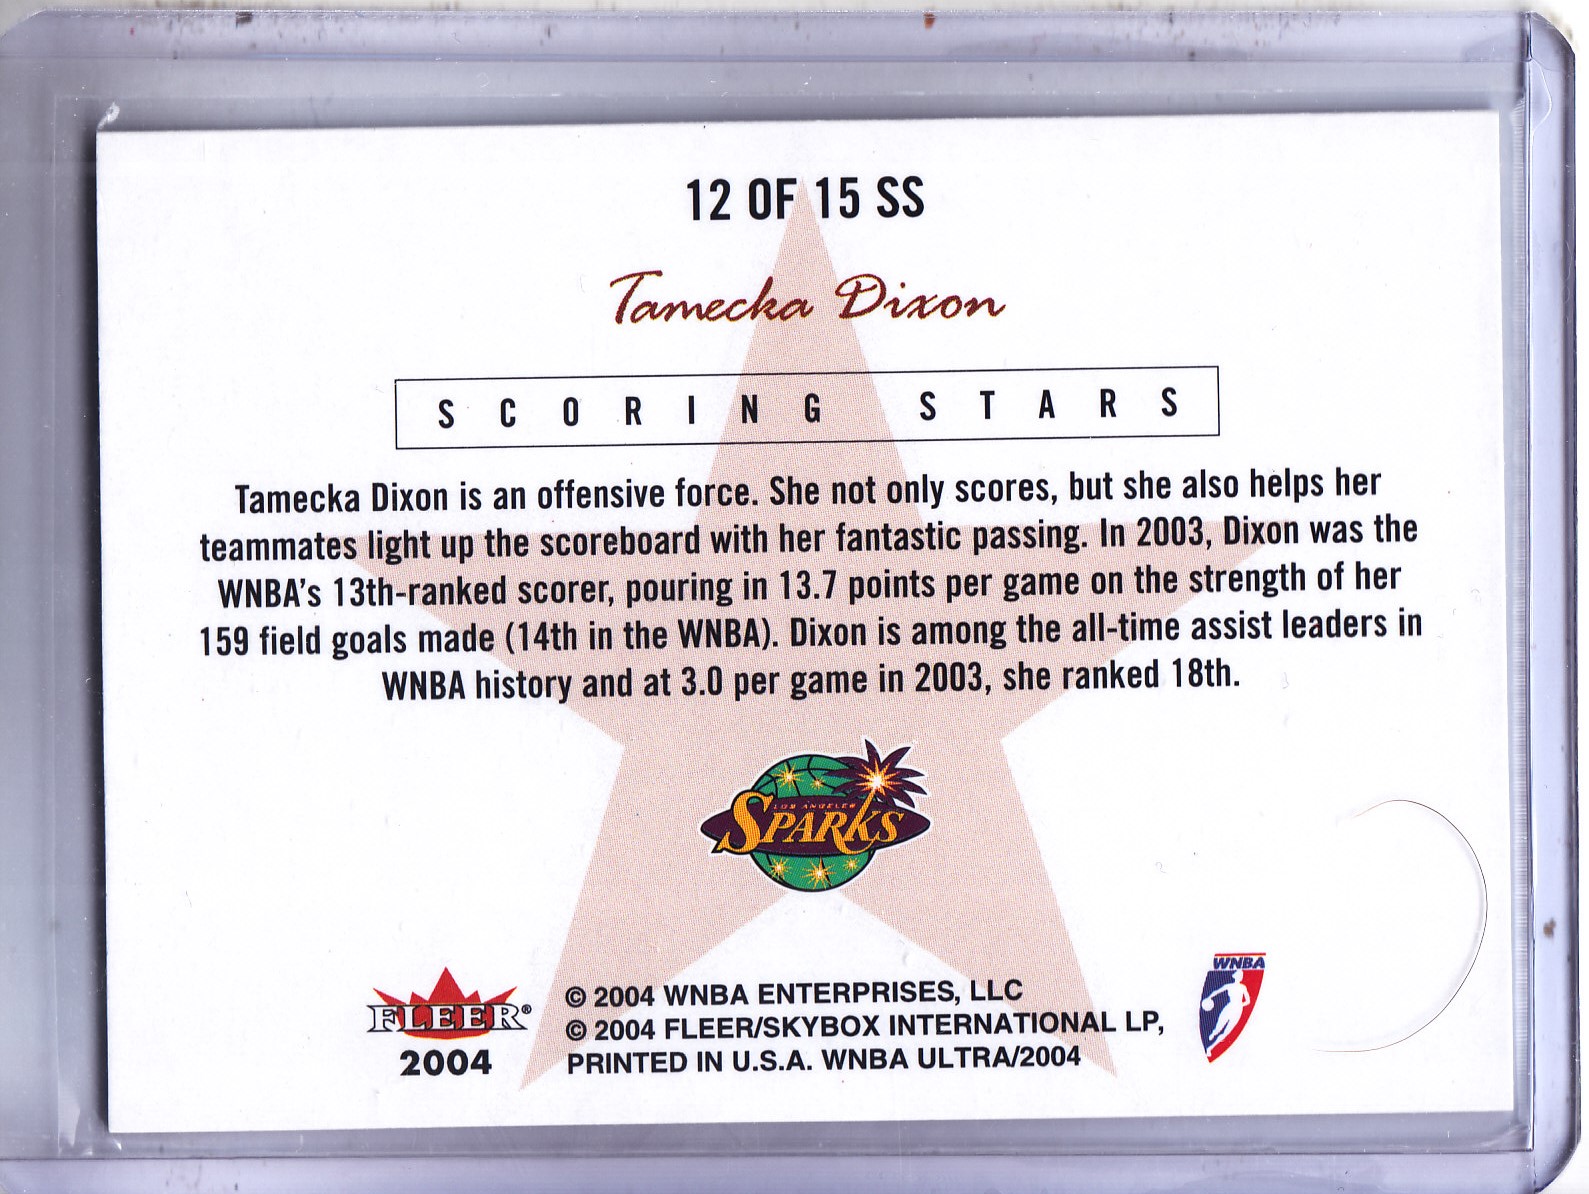 12 OF 15 SS
Tamecka Dixon
SCORING STARS
Tamecka Dixon is an offensive force. She not only scores, but she also helps her
teammates light up the scoreboard with her fantastic passing. In 2003, Dixon was the
WNBA's 13th-ranked scorer, pouring in 13.7 points per game on the strength of her
159 field goals made (14th in the WNBA). Dixon is among the all-time assist leaders in
WNBA history and at 3.0 per game in 2003, she ranked 18th.
LOS ANGELES
SPARKS
FLEER®
2004
© 2004 WNBA ENTERPRISES, LLC
© 2004 FLEER/SKYBOX INTERNATIONAL LP,
PRINTED IN U.S.A. WNBA ULTRA/2004
WNBA